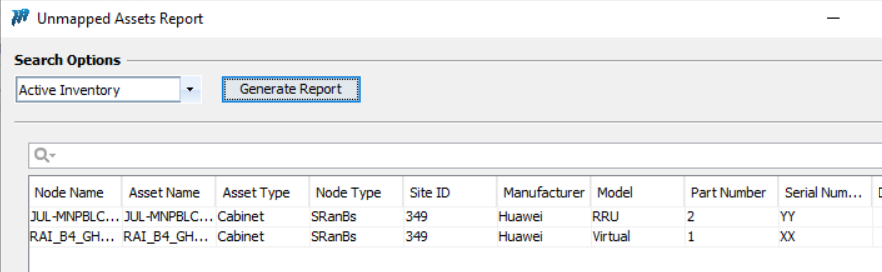 Unmapped Assets Report
Search Options
Active Inventory Generate Report
Node Name Asset Name Asset Type Node Type Site ID Manufacturer Model Part Number Serial Num...
JUL-MNPBLC... JUL-MNPBLC... Cabinet SRanBs 349 Huawei RRU 2 YY
RAI_B4_GH... RAI_B4_GH... Cabinet SRanBs 349 Huawei Virtual 1 XX